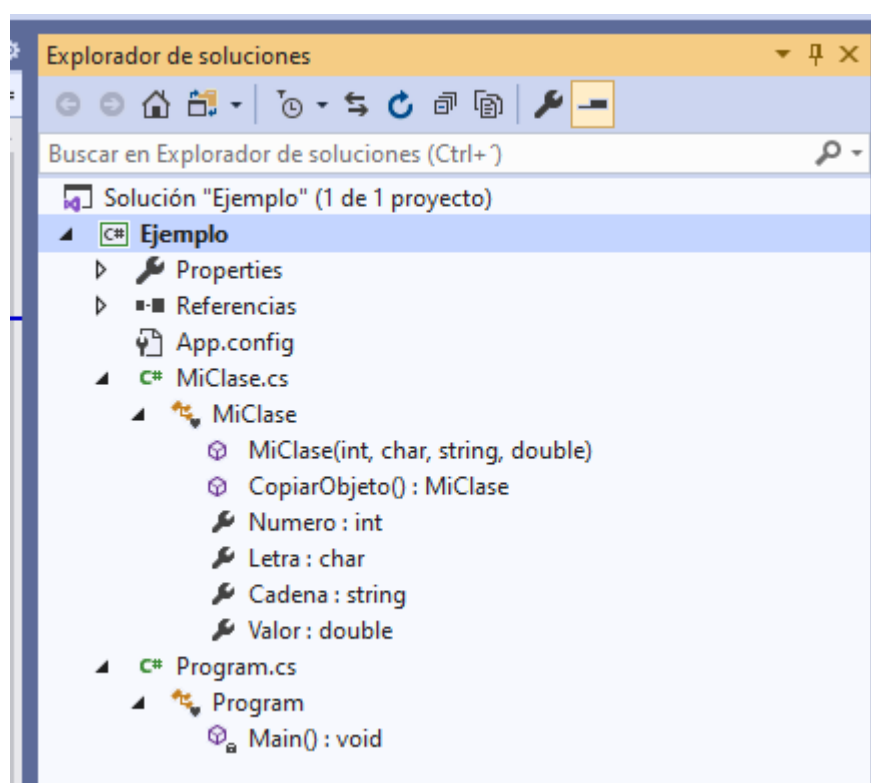 Explorador de soluciones
Buscar en Explorador de soluciones (Ctrl+´)
Solución "Ejemplo" (1 de 1 proyecto)
C# Ejemplo
Properties
Referencias
App.config
C# MiClase.cs
MiClase
MiClase(int, char, string, double)
CopiarObjeto() : MiClase
Numero : int
Letra : char
Cadena : string
Valor : double
C# Program.cs
Program
Main() : void